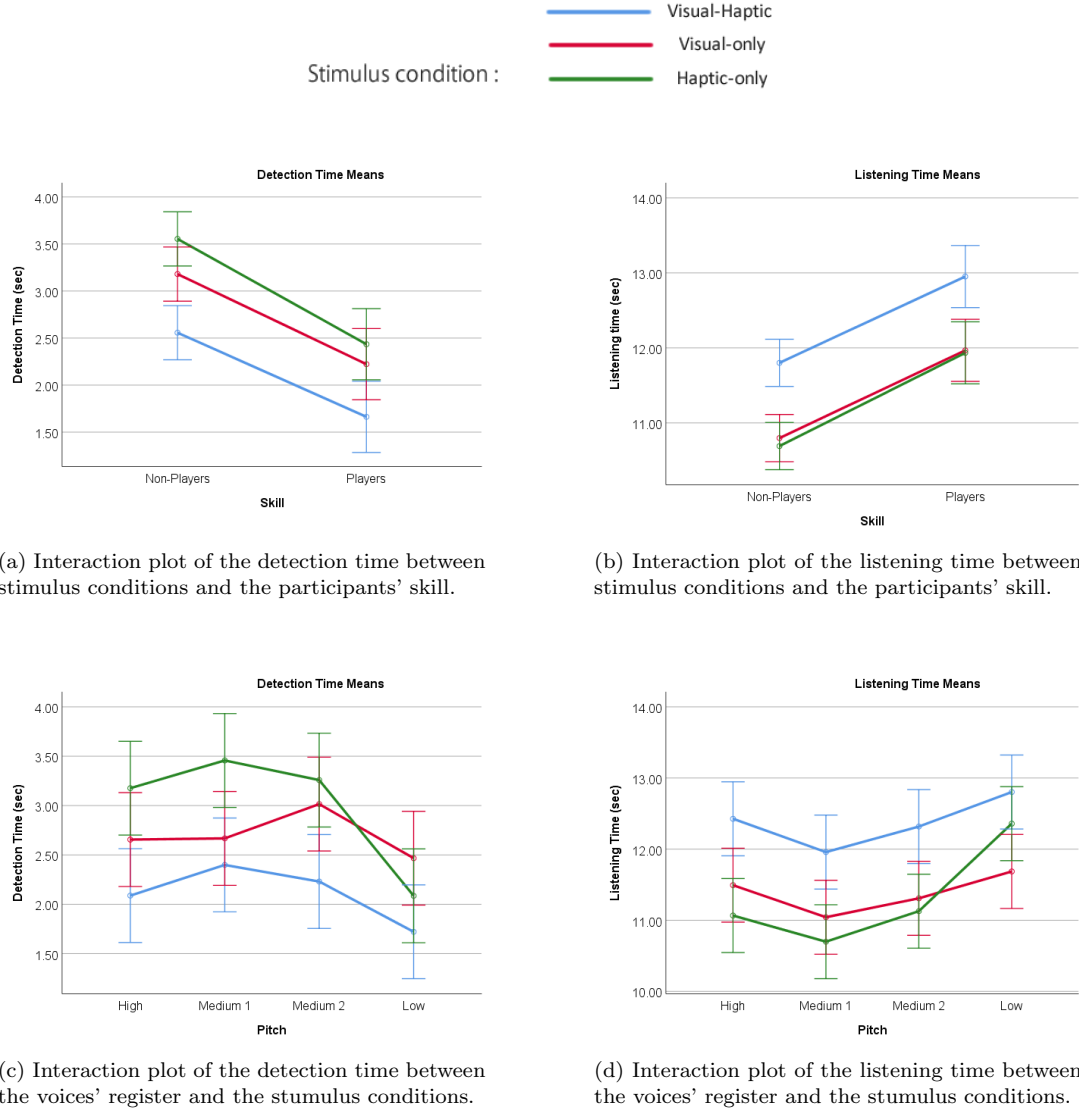 Visual-Haptic
Visual-only
Stimulus condition :
Haptic-only
Detection Time Means
4.00
3.50
3.00
2.50
2.00
1.50
Detection Time (sec)
Non-Players
Players
Skill
(a) Interaction plot of the detection time between
stimulus conditions and the participants' skill.
Listening Time Means
14.00
13.00
12.00
11.00
Listening time (sec)
Non-Players
Players
Skill
(b) Interaction plot of the listening time between
stimulus conditions and the participants' skill.
Detection Time Means
4.00
3.50
3.00
2.50
2.00
1.50
Detection Time (sec)
High
Medium 1
Medium 2
Low
Pitch
(c) Interaction plot of the detection time between
the voices' register and the stumulus conditions.
Listening Time Means
14.00
13.00
12.00
11.00
10.00
Listening Time (sec)
High
Medium 1
Medium 2
Low
Pitch
(d) Interaction plot of the listening time between
the voices' register and the stumulus conditions.